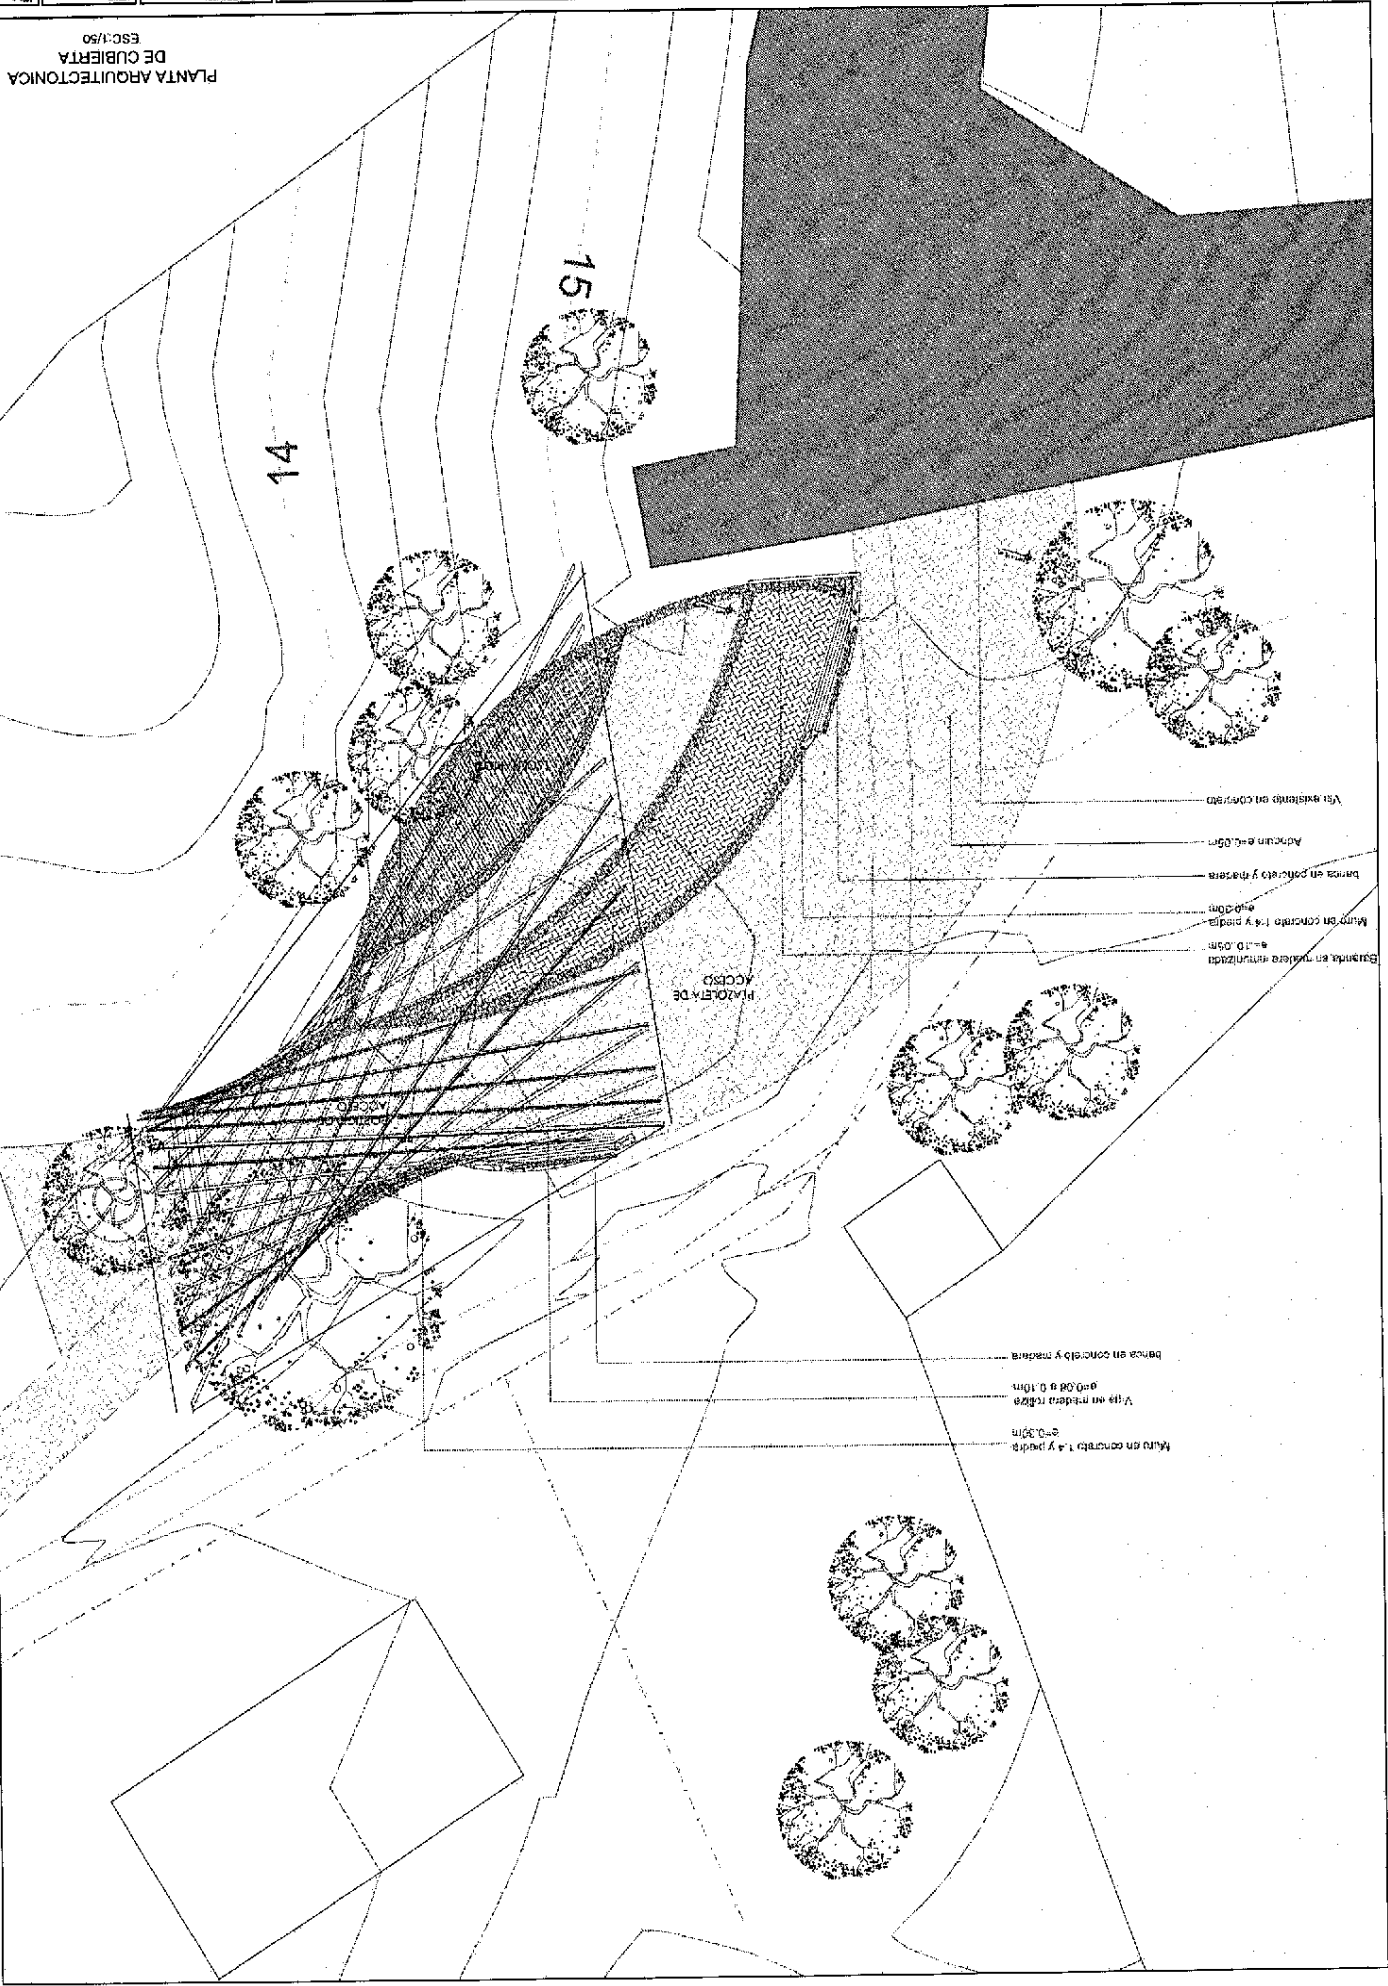 banca en concreto y madera
Viga en madera rolliza
e=0.08 a 0.10m
Muro en concreto 1:4 y piedra
e=0.30m
PLAZOLETA DE
ACCESO
ACCESO
Baranda en madera inmunizada
Muro en concreto 1:4 y piedra
e=0.30m
banca en concreto y madera
Adoquin e=0.05m
Via existente en concreto
14
15
PLANTA ARQUITECTONICA
DE CUBIERTA
ESC:1/50